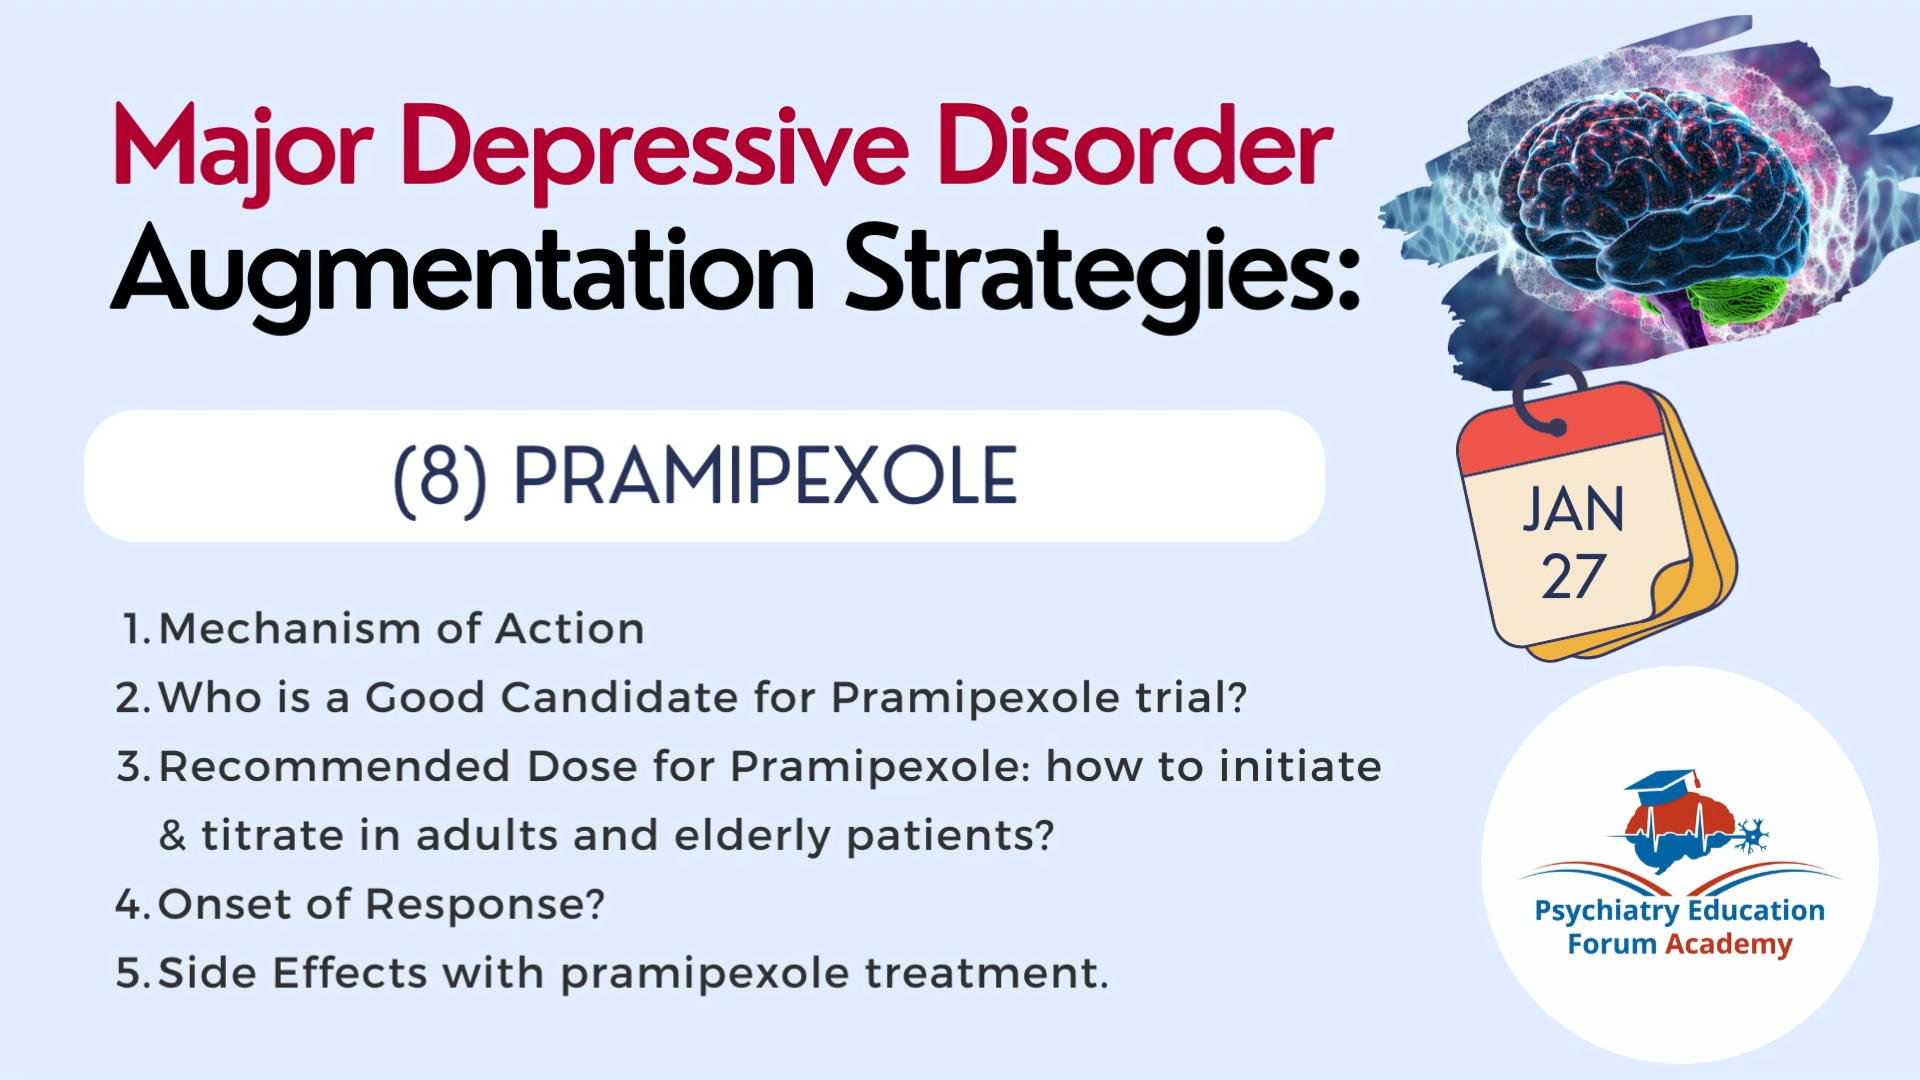 Major Depressive Disorder
Augmentation Strategies:
(8) PRAMIPEXOLE
JAN
27
1. Mechanism of Action
2. Who is a Good Candidate for Pramipexole trial?
3. Recommended Dose for Pramipexole: how to initiate
& titrate in adults and elderly patients?
4. Onset of Response?
5. Side Effects with pramipexole treatment.
Psychiatry Education
Forum Academy